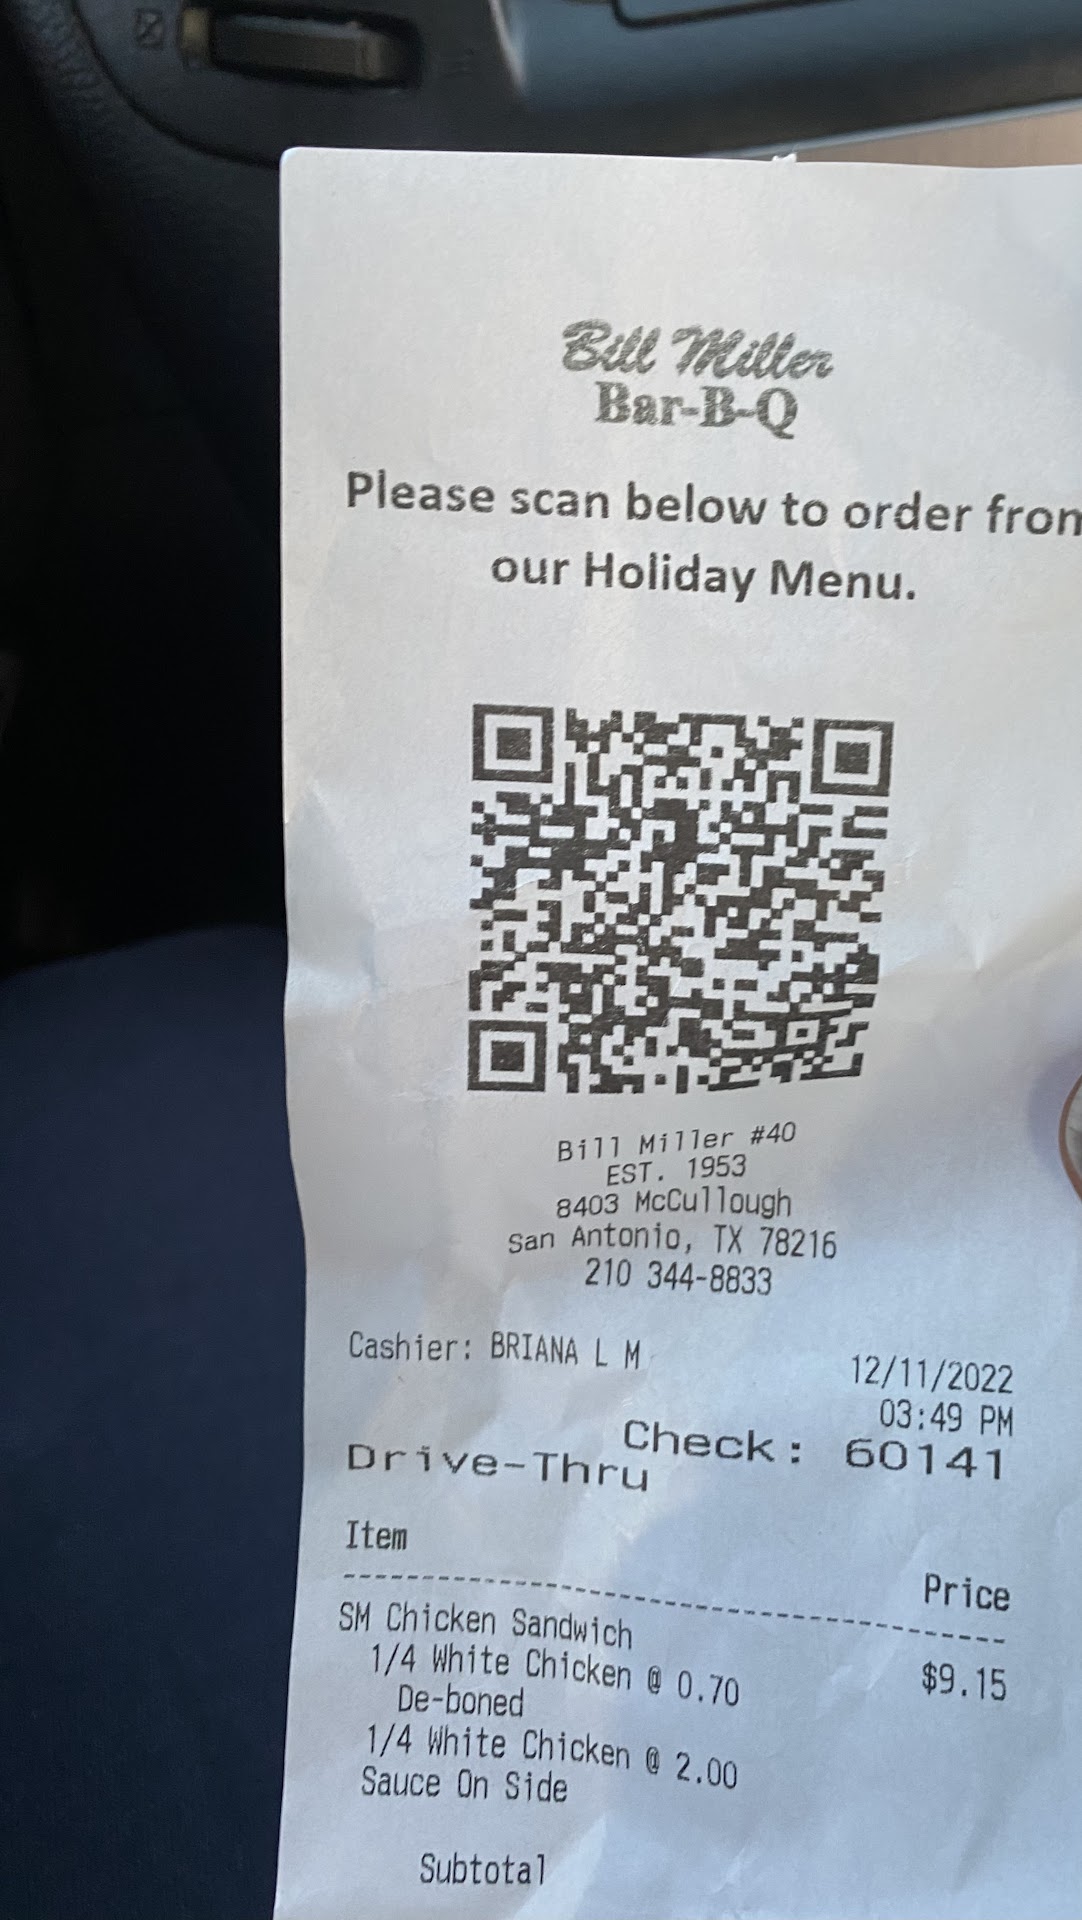 Bill Miller
Bar-B-Q
Please scan below to order from
our Holiday Menu.
Bill Miller #40
EST. 1953
8403 McCullough
San Antonio, TX 78216
210 344-8833
Cashier: BRIANA L M
12/11/2022
03:49 PM
Check: 60141
Drive-Thru
Item Price
SM Chicken Sandwich $9.15
1/4 White Chicken @ 0.70
De-boned
1/4 White Chicken @ 2.00
Sauce On Side
Subtotal